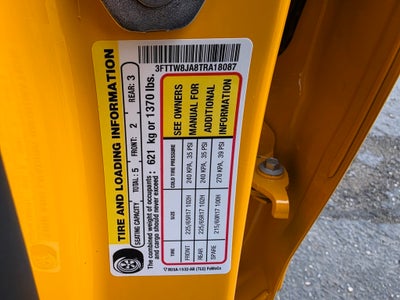 3FTTW8JA8TRA18087
TIRE AND LOADING INFORMATION
SEATING CAPACITY TOTAL : 5 FRONT: 2 REAR: 3
The combined weight of occupants
and cargo should never exceed : 621 kg or 1370 lbs.
TIRE SIZE COLD TIRE PRESSURE
FRONT 225/65R17 102H 240 KPA, 35 PSI
REAR 225/65R17 102H 240 KPA, 35 PSI
SPARE 215/65R17 100H 270 KPA, 39 PSI
SEE OWNERS
MANUAL FOR
ADDITIONAL
INFORMATION